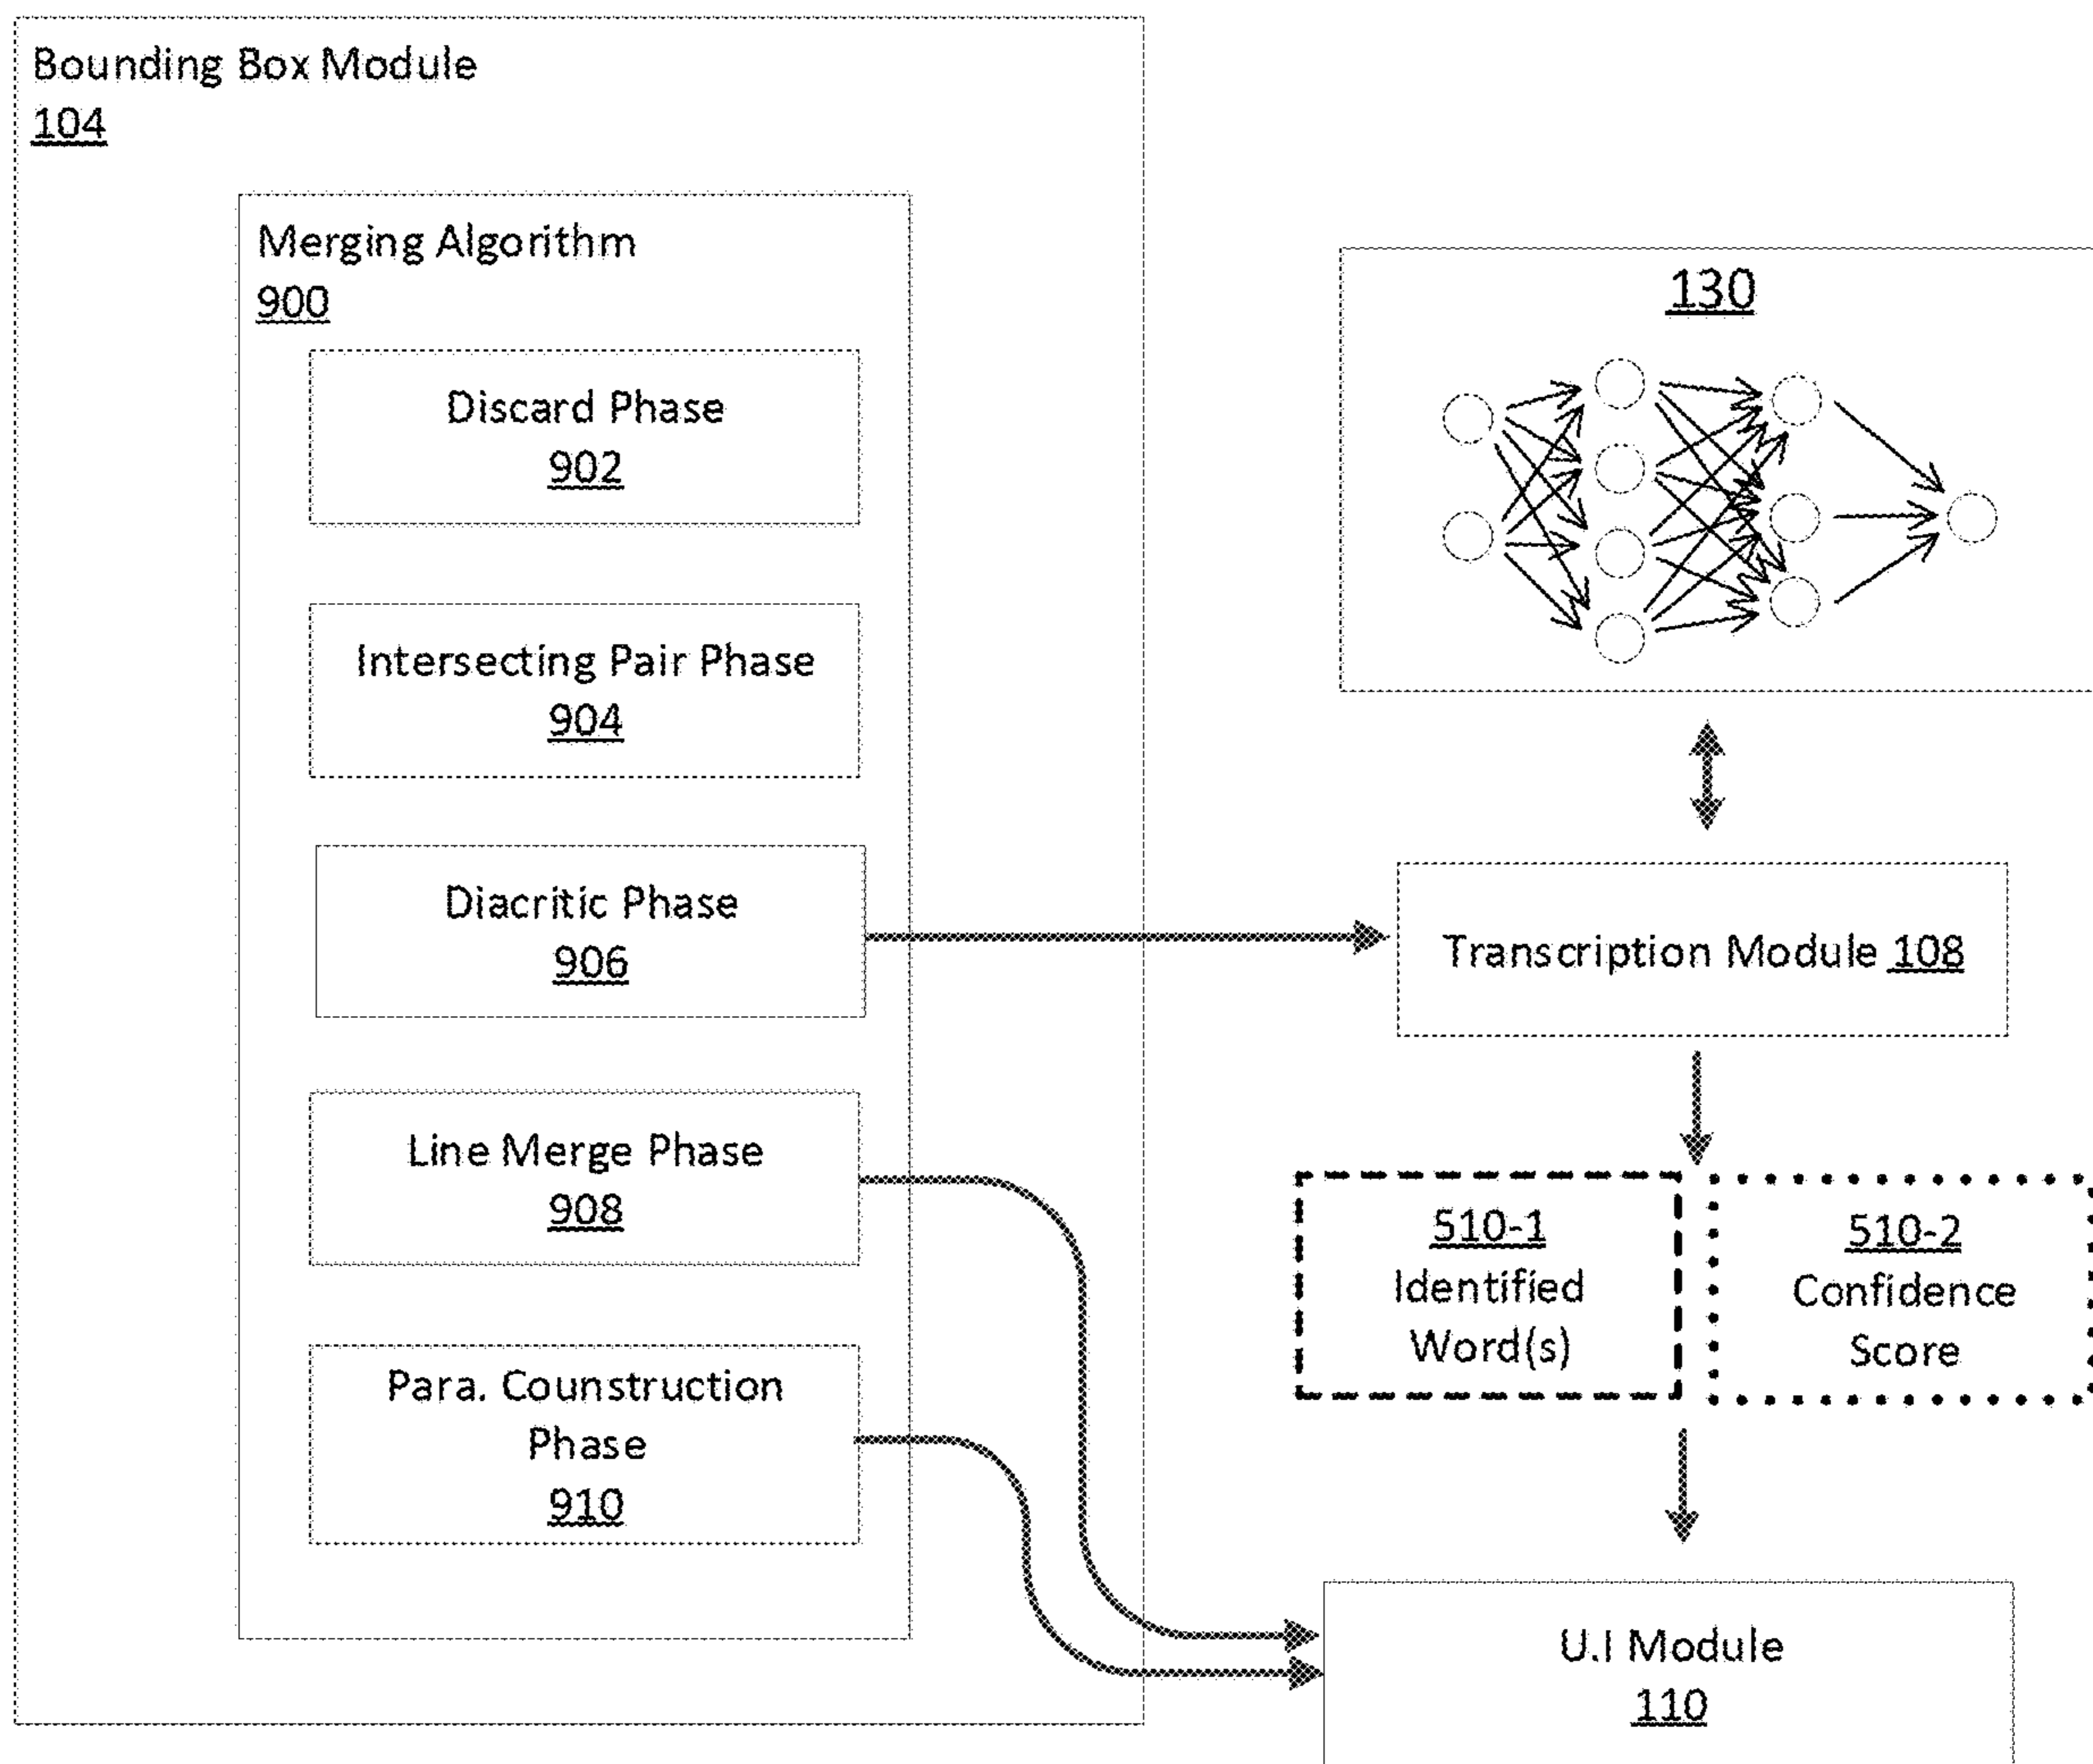 Bounding Box Module
104
Merging Algorithm
900
Discard Phase
902
Intersecting Pair Phase
904
Diacritic Phase
906
Line Merge Phase
908
Para. Counstruction
Phase
910
130
Transcription Module 108
510-1
Identified
Word(s)
510-2
Confidence
Score
U.I Module
110